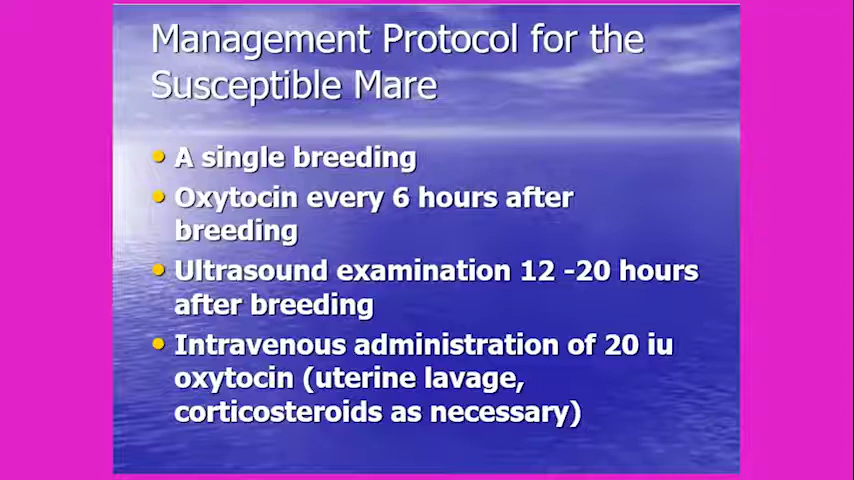 Management Protocol for the
Susceptible Mare
• A single breeding
• Oxytocin every 6 hours after
breeding
• Ultrasound examination 12 -20 hours
after breeding
• Intravenous administration of 20 iu
oxytocin (uterine lavage,
corticosteroids as necessary)